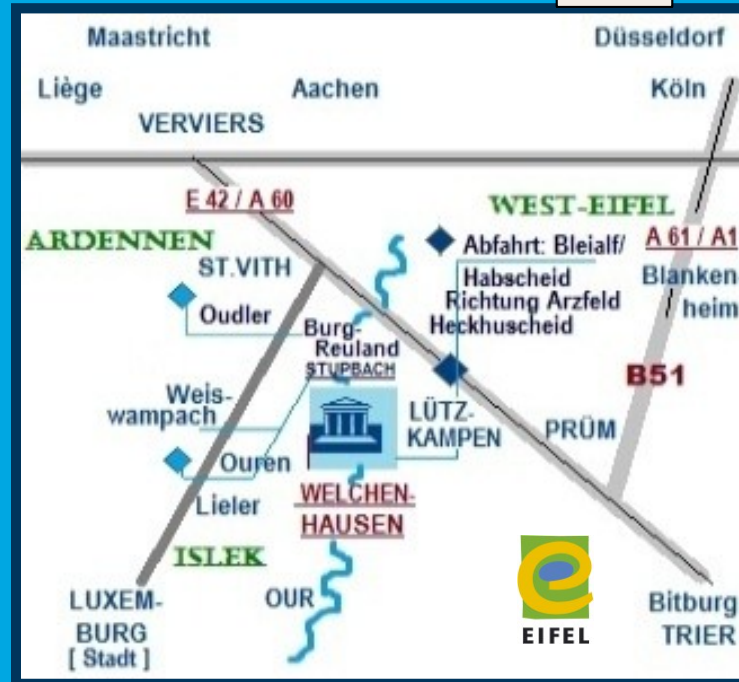 Maastricht
Düsseldorf
Liège
Aachen
Köln
VERVIERS
E 42 / A 60
WEST-EIFEL
ARDENNEN
Abfahrt: Bleialf/
A 61 / A1
ST.VITH
Habscheid
Blanken
Richtung Arzfeld
heim
Oudler
Heckhuscheid
Burg-
Reuland
STUPBACH
B51
Weis-
wampach
LÜTZ-
KAMPEN
PRÜM
Ouren
Lieler
WELCHEN-
HAUSEN
ISLEK
LUXEM-
BURG
[ Stadt ]
OUR
e
EIFEL
Bitburg
TRIER